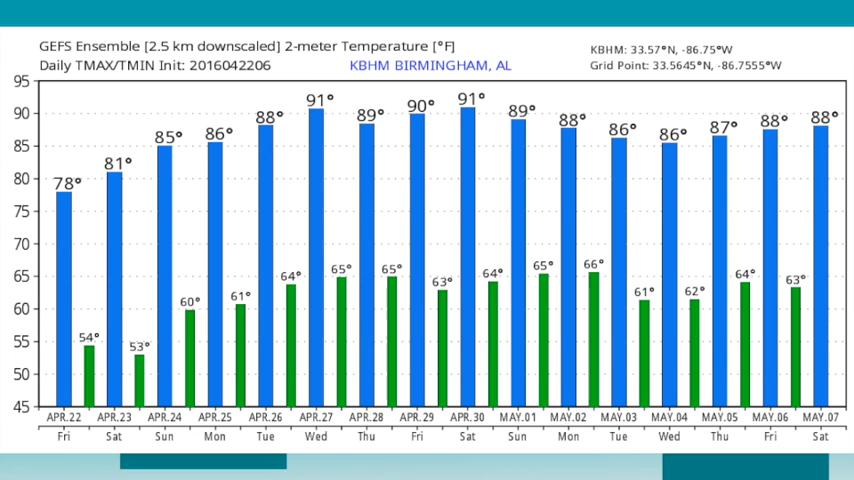 GEFS Ensemble [2.5 km downscaled] 2-meter Temperature [°F]
Daily TMAX/TMIN Init: 2016042206
KBHM BIRMINGHAM, AL
KBHM: 33.57°N, -86.75°W
Grid Point: 33.5645°N, -86.7555°W
95
90
85
80
75
70
65
60
55
50
45
78° 81° 85° 86° 88° 91° 89° 90° 91° 89° 88° 86° 86° 87° 88° 88°
54° 53° 60° 61° 64° 65° 65° 63° 64° 65° 66° 61° 62° 64° 63°
APR.22 APR.23 APR.24 APR.25 APR.26 APR.27 APR.28 APR.29 APR.30 MAY.01 MAY.02 MAY.03 MAY.04 MAY.05 MAY.06 MAY.07
Fri Sat Sun Mon Tue Wed Thu Fri Sat Sun Mon Tue Wed Thu Fri Sat